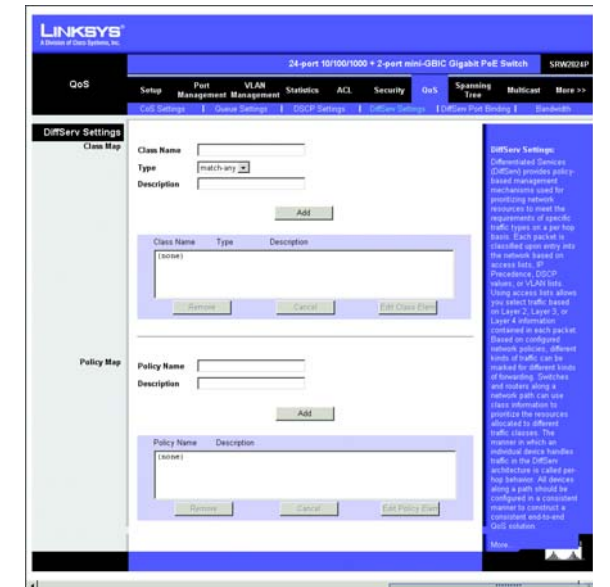 LINKSYS®
A Division of Cisco Systems, Inc.
24-port 10/100/1000 + 2-port mini-GBIC Gigabit PoE Switch SRW2024P
QoS
Setup Port Management VLAN Management Statistics ACL Security QoS Spanning Tree Multicast More >>
CoS Settings | Queue Settings | DSCP Settings | DiffServ Settings | DiffServ Port Binding | Bandwidth
DiffServ Settings
Class Map
Class Name
Type match-any
Description
Add
Class Name Type Description
(none)
Remove Cancel Edit Class Elem
Policy Map
Policy Name
Description
Add
Policy Name Description
(none)
Remove Cancel Edit Policy Elem
DiffServ Settings:
Differentiated Services
(DiffServ) provides policy-
based management
mechanisms used for
prioritizing network
resources to meet the
requirements of specific
traffic types on a per hop
basis. Each packet is
classified upon entry into
the network based on
access lists, IP
Precedence, DSCP
values, or VLAN lists.
Using access lists allows
you select traffic based
on Layer 2, Layer 3, or
Layer 4 information
contained in each packet.
Based on configured
network policies, different
kinds of traffic can be
marked for different kinds
of forwarding. Switches
and routers along a
network path can use
class information to
prioritize the resources
allocated to different
traffic classes. The
manner in which an
individual device handles
traffic in the DiffServ
architecture is called per-
hop behavior. All devices
along a path should be
configured in a consistent
manner to construct a
consistent end-to-end
QoS solution.
More...